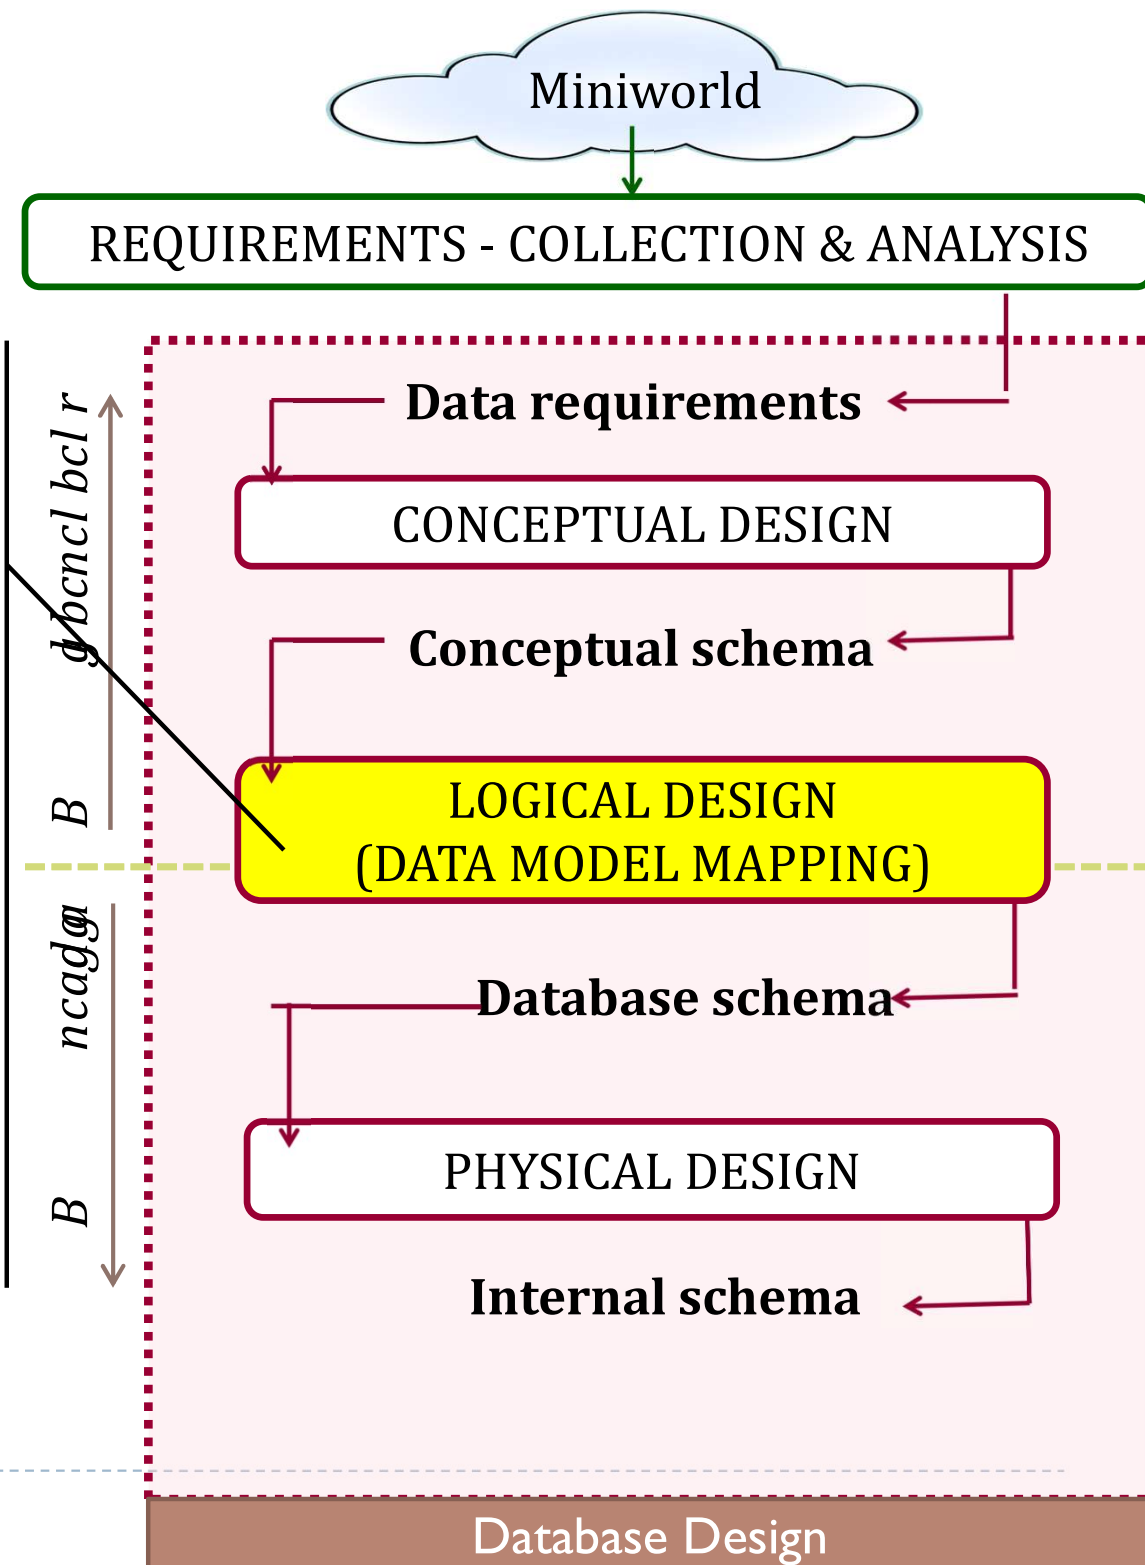 Miniworld
REQUIREMENTS - COLLECTION & ANALYSIS
Data requirements
CONCEPTUAL DESIGN
Conceptual schema
LOGICAL DESIGN
(DATA MODEL MAPPING)
Database schema
PHYSICAL DESIGN
Internal schema
Database Design